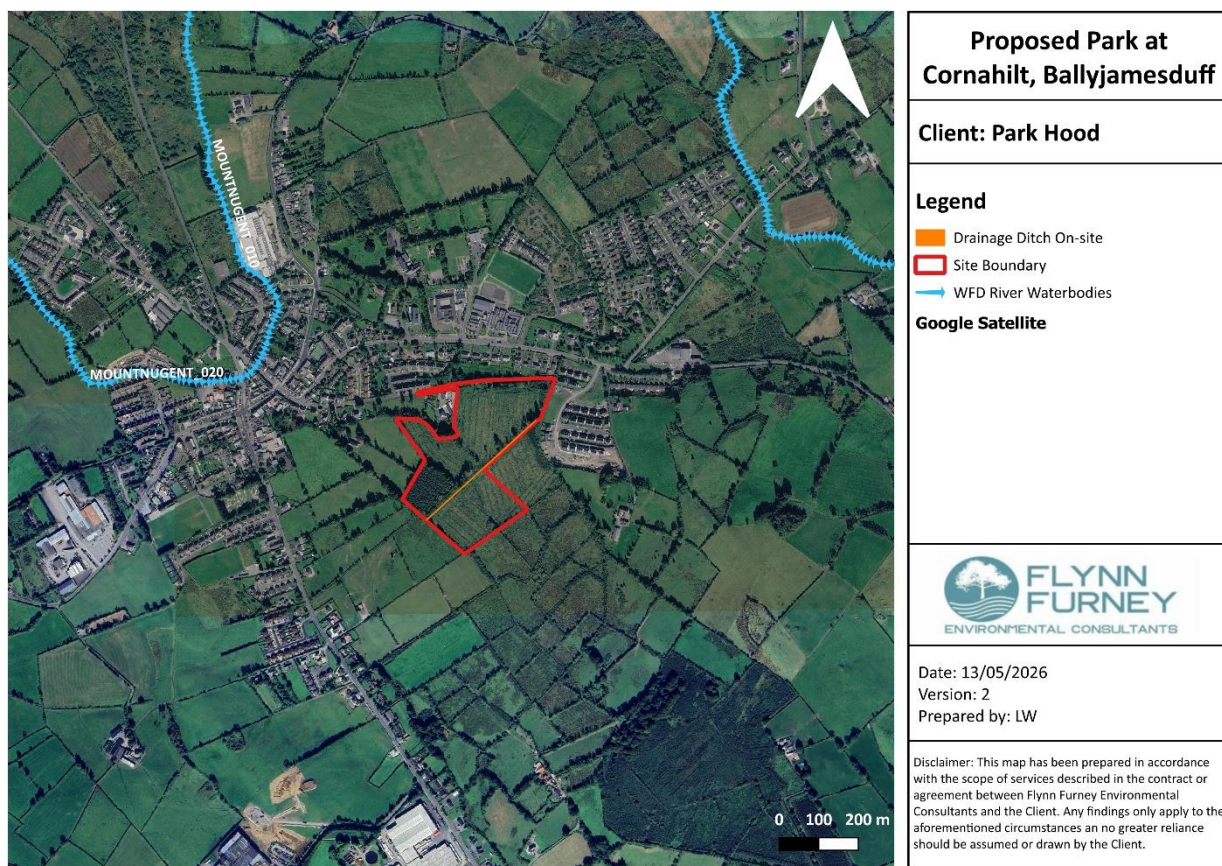 Proposed Park at
Cornahilt, Ballyjamesduff
Client: Park Hood
Legend
Drainage Ditch On-site
Site Boundary
WFD River Waterbodies
Google Satellite
MOUNTNUGENT_010
MOUNTNUGENT_020
0 100 200 m
FLYNN
FURNEY
ENVIRONMENTAL CONSULTANTS
Date: 13/05/2026
Version: 2
Prepared by: LW
Disclaimer: This map has been prepared in accordance
with the scope of services described in the contract or
agreement between Flynn Furney Environmental
Consultants and the Client. Any findings only apply to the
aforementioned circumstances an no greater reliance
should be assumed or drawn by the Client.